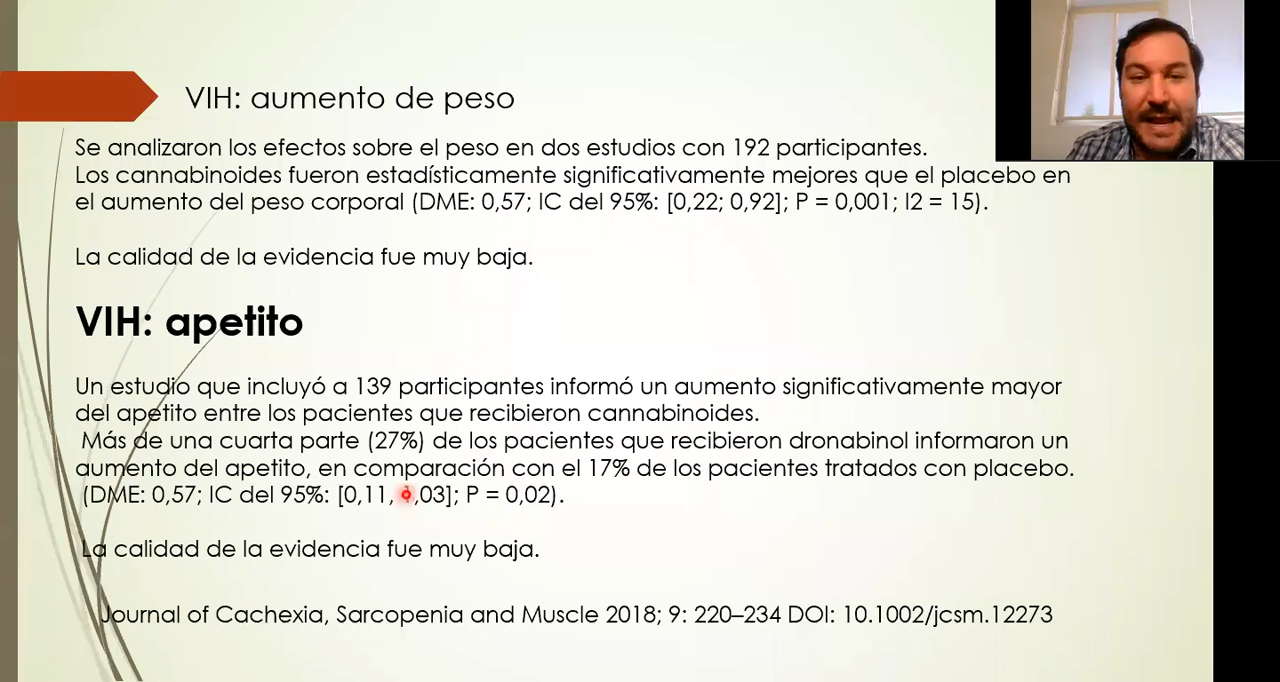 VIH: aumento de peso
Se analizaron los efectos sobre el peso en dos estudios con 192 participantes.
Los cannabinoides fueron estadísticamente significativamente mejores que el placebo en
el aumento del peso corporal (DME: 0,57; IC del 95%: [0,22; 0,92]; P = 0,001; I2 = 15).
La calidad de la evidencia fue muy baja.
VIH: apetito
Un estudio que incluyó a 139 participantes informó un aumento significativamente mayor
del apetito entre los pacientes que recibieron cannabinoides.
Más de una cuarta parte (27%) de los pacientes que recibieron dronabinol informaron un
aumento del apetito, en comparación con el 17% de los pacientes tratados con placebo.
(DME: 0,57; IC del 95%: [0,11, ,03]; P = 0,02).
La calidad de la evidencia fue muy baja.
Journal of Cachexia, Sarcopenia and Muscle 2018; 9: 220–234 DOI: 10.1002/jcsm.12273